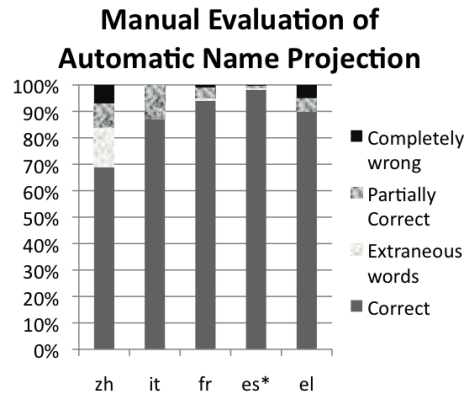 Manual Evaluation of
Automatic Name Projection
100%
90%
80%
70%
60%
50%
40%
30%
20%
10%
0%
zh it fr es* el
Completely
wrong
Partially
Correct
Extraneous
words
Correct